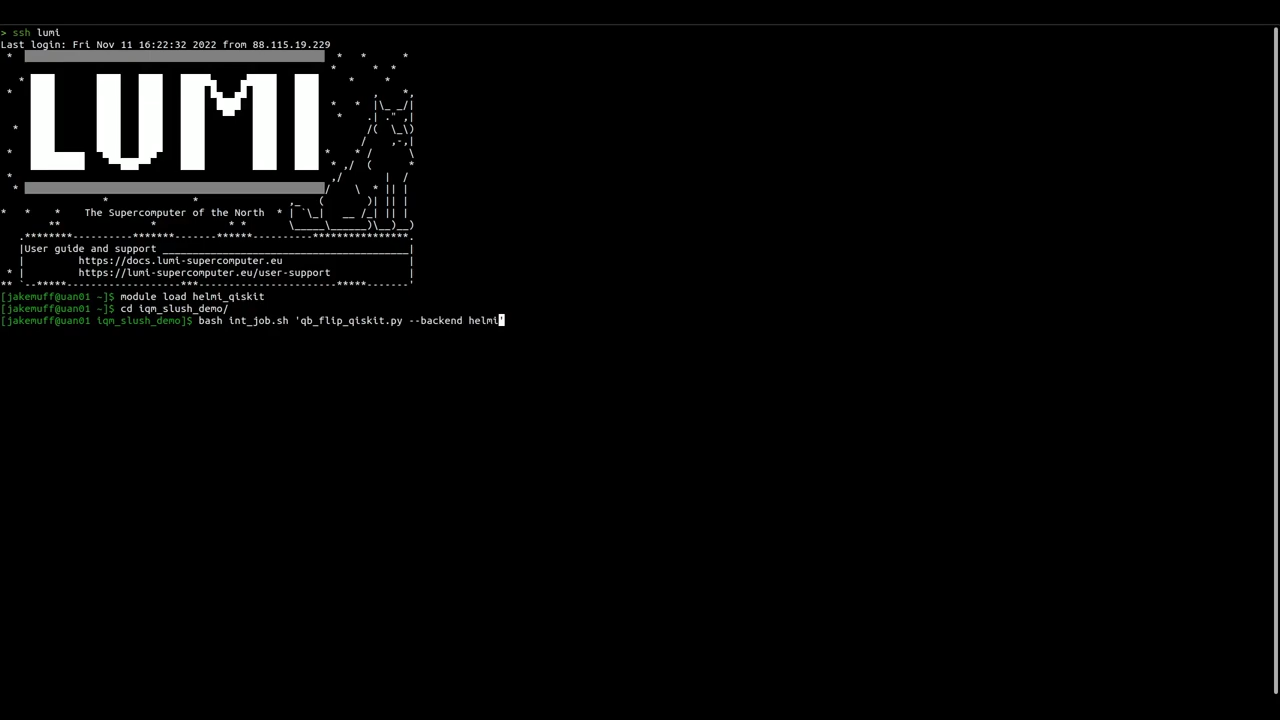 > ssh lumi
Last login: Fri Nov 11 16:22:32 2022 from 88.115.19.229
LUMI
The Supercomputer of the North
User guide and support
https://docs.lumi-supercomputer.eu
https://lumi-supercomputer.eu/user-support
[jakemuff@uan01 ~]$ module load helmi_qiskit
[jakemuff@uan01 ~]$ cd iqm_slush_demo/
[jakemuff@uan01 iqm_slush_demo]$ bash int_job.sh 'qb_flip_qiskit.py --backend helmi'